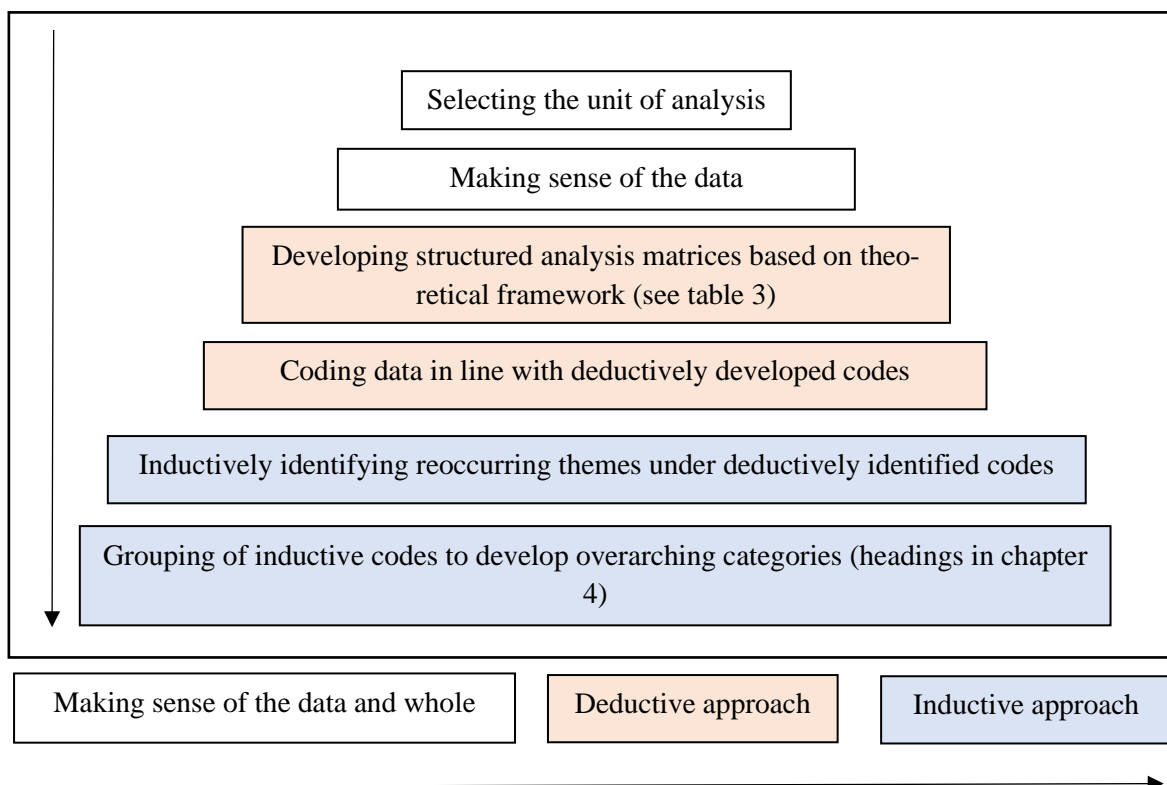 Selecting the unit of analysis
Making sense of the data
Developing structured analysis matrices based on theo-
retical framework (see table 3)
Coding data in line with deductively developed codes
Inductively identifying reoccurring themes under deductively identified codes
Grouping of inductive codes to develop overarching categories (headings in chapter
4)
Making sense of the data and whole
Deductive approach
Inductive approach